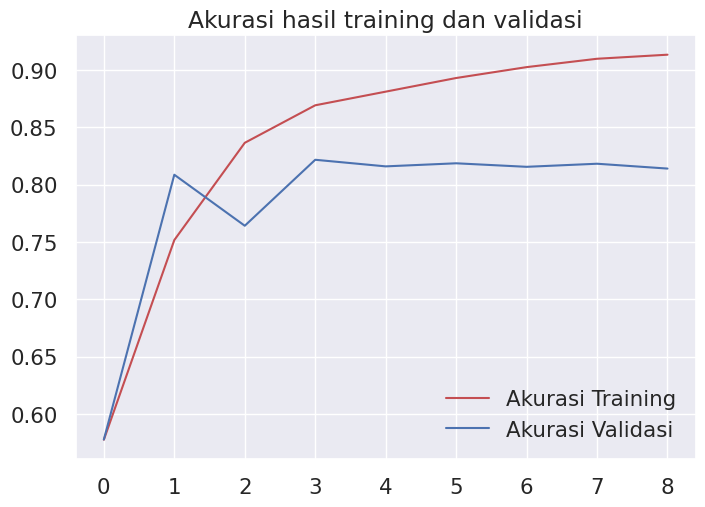 Akurasi hasil training dan validasi
0.90
0.85
0.80
0.75
0.70
0.65
0.60
Akurasi Training
Akurasi Validasi
0 1 2 3 4 5 6 7 8